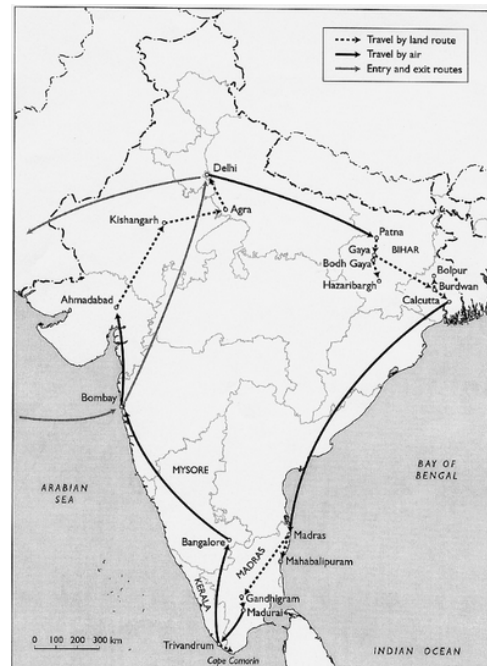 Travel by land route
Travel by air
Entry and exit routes
Delhi
Agra
Kishangarh
Patna
Gaya
BIHAR
Bodh Gaya
Hazaribargh
Bolpur
Burdwan
Calcutta
Ahmadabad
Bombay
MYSORE
ARABIAN
SEA
BAY OF
BENGAL
Bangalore
MADRAS
Madras
Mahabalipuram
KERALA
Gandhigram
Madurai
Trivandrum
Cape Comorin
0 100 200 300 km
INDIAN OCEAN